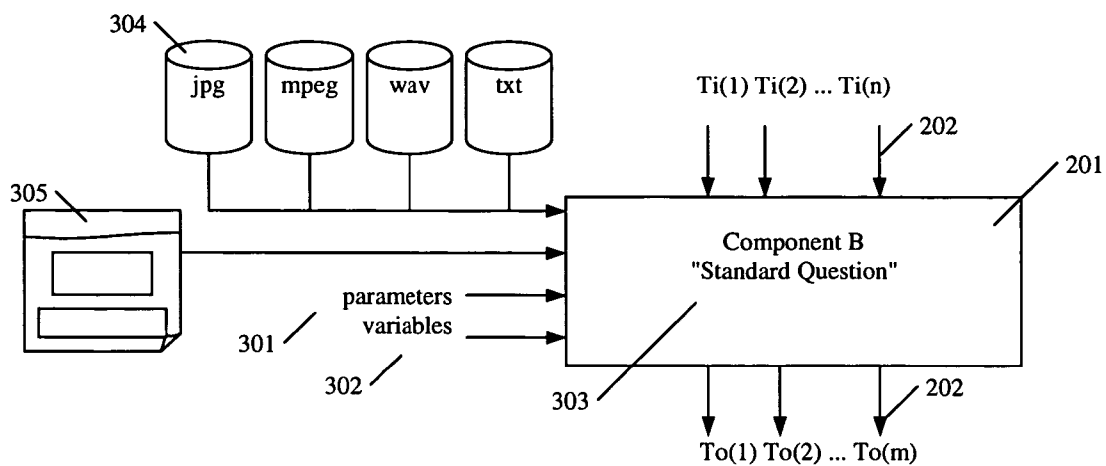 304
jpg mpeg wav txt
Ti(1) Ti(2) ... Ti(n)
202
201
305
Component B
"Standard Question"
parameters
variables
301
302
303
202
To(1) To(2) ... To(m)